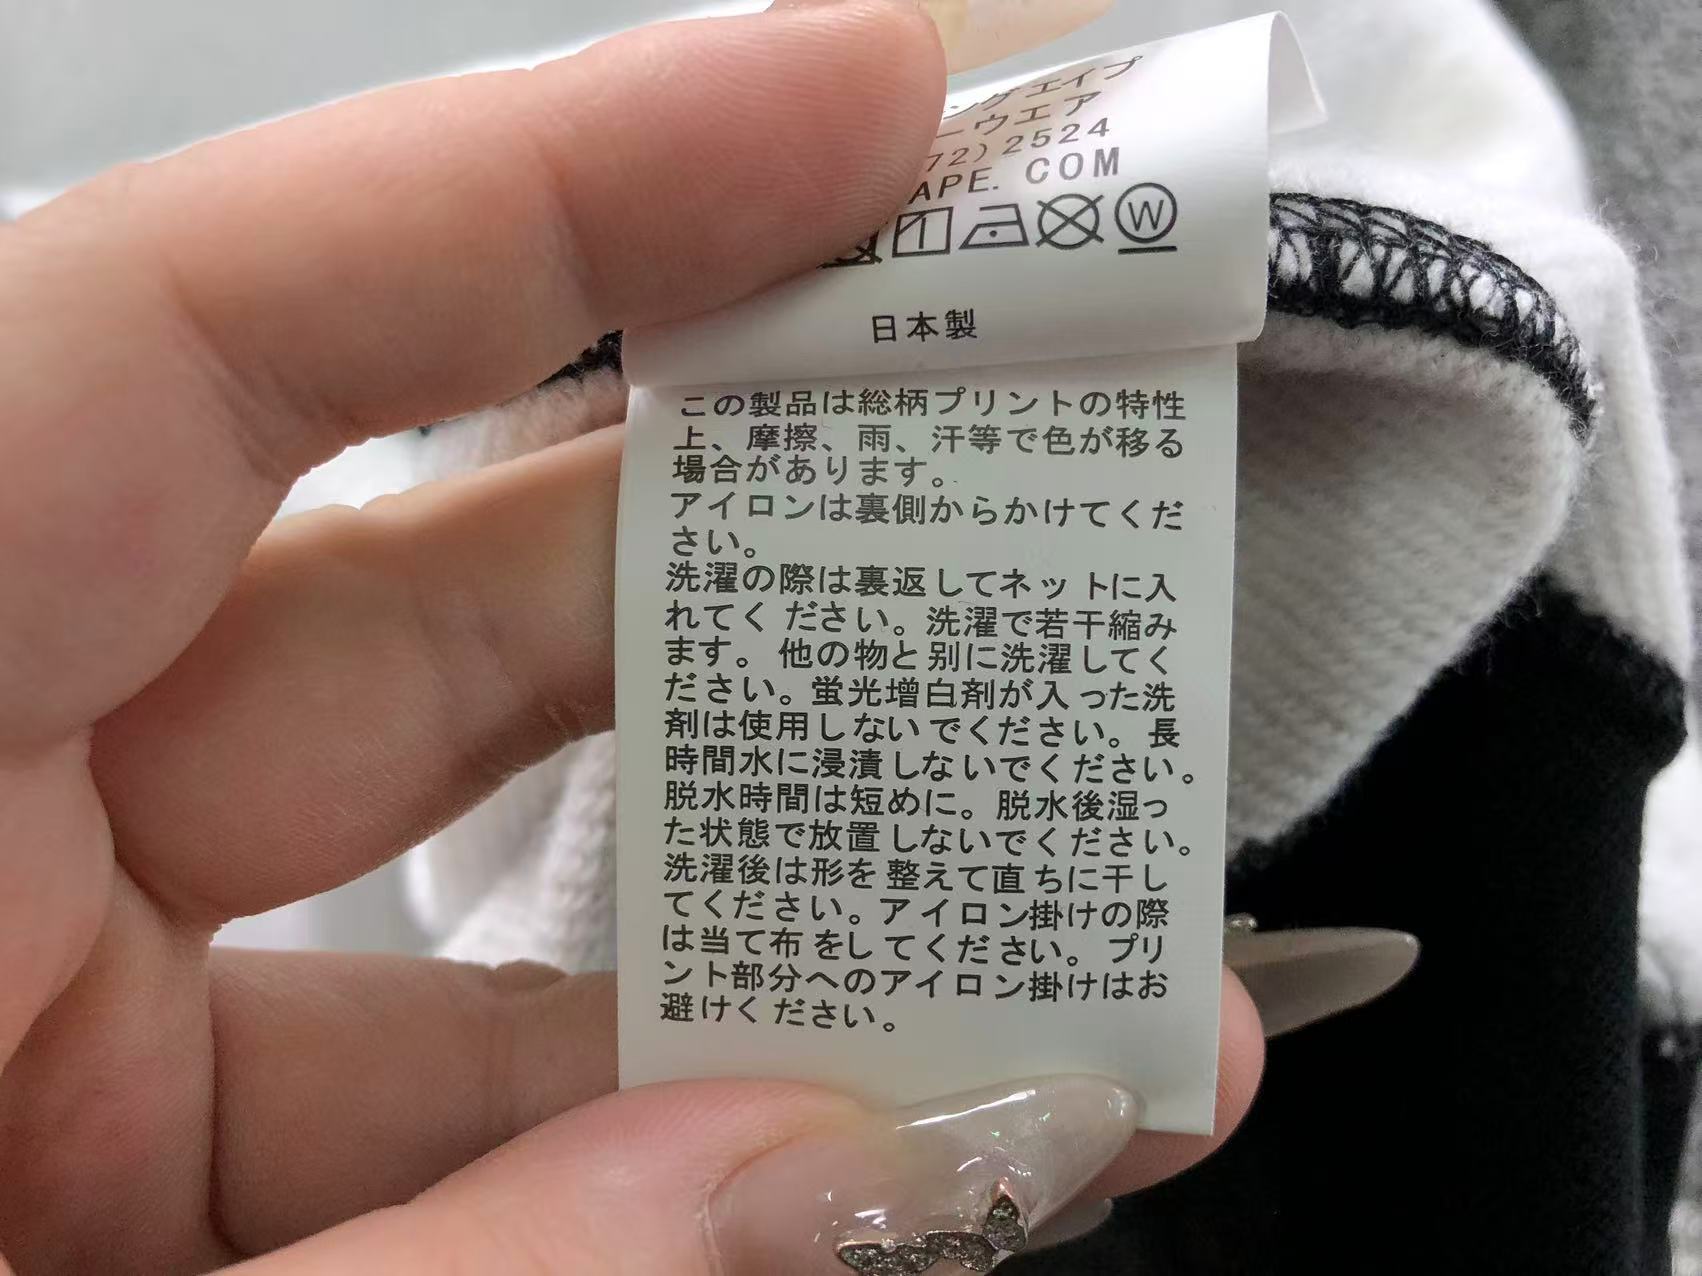 ングエイプ
ーウエア
72) 2524
APE. COM
W
日本製
この製品は総柄プリントの特性
上、摩擦、雨、汗等で色が移る
場合があります。
アイロンは裏側からかけてくだ
さい。
洗濯の際は裏返してネットに入
れてください。洗濯で若干縮み
ます。他の物と別に洗濯してく
ださい。蛍光増白剤が入った洗
剤は使用しないでください。長
時間水に浸漬しないでください。
脱水時間は短めに。脱水後湿っ
た状態で放置しないでください。
洗濯後は形を整えて直ちに干し
てください。アイロン掛けの際
は当て布をしてください。プリ
ント部分へのアイロン掛けはお
避けください。